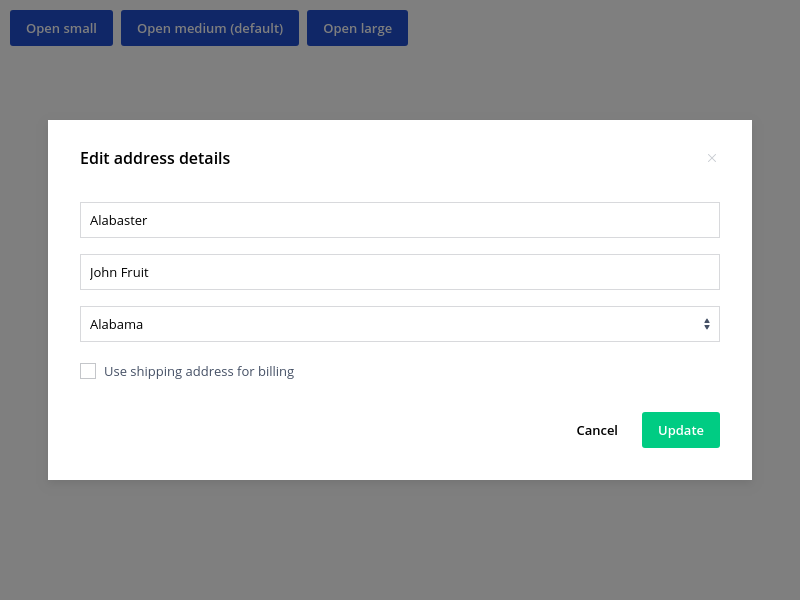 Open small Open medium (default) Open large
Edit address details ×
Alabaster
John Fruit
Alabama
Use shipping address for billing
Cancel Update